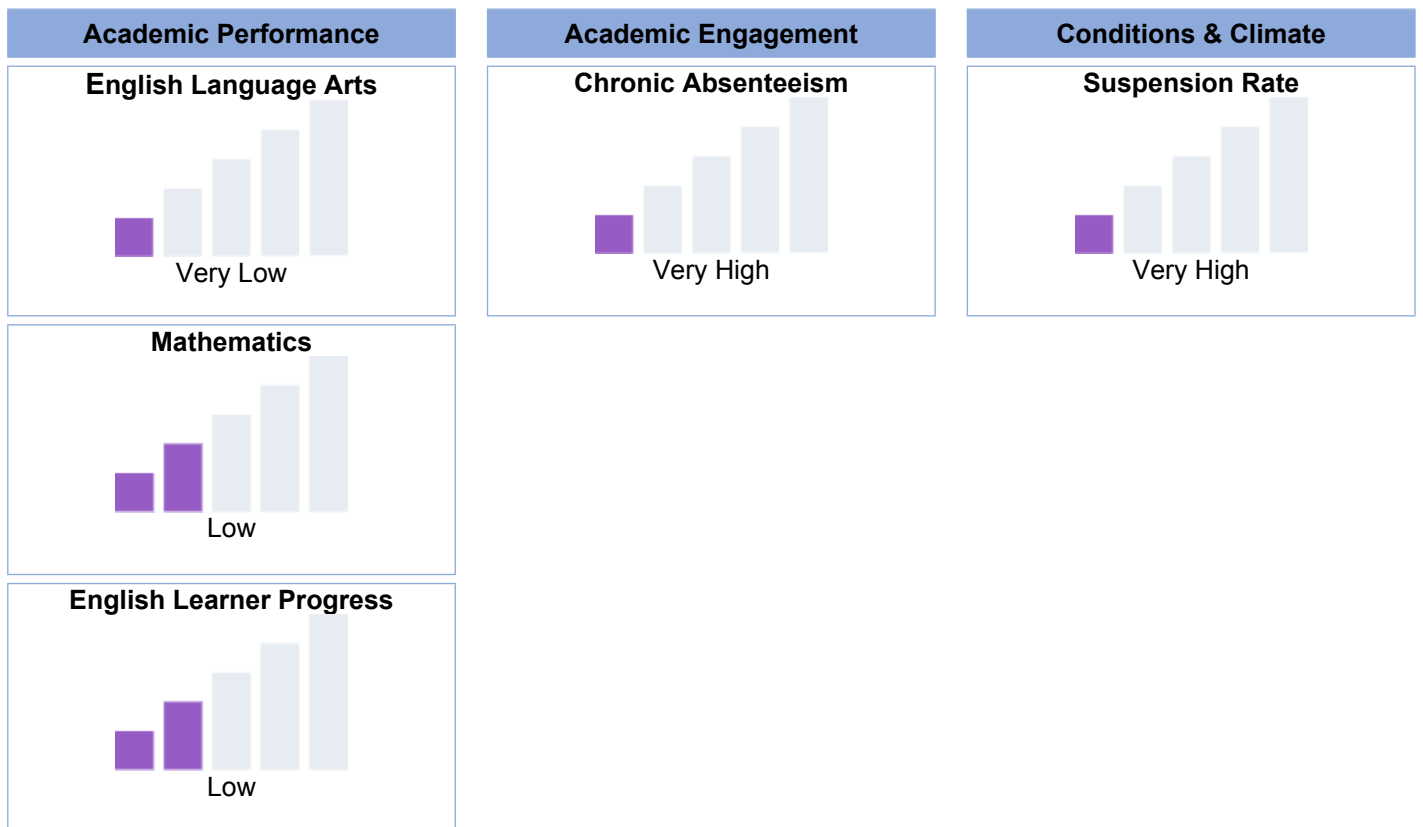 Academic Performance
English Language Arts
Very Low
Mathematics
Low
English Learner Progress
Low
Academic Engagement
Chronic Absenteeism
Very High
Conditions & Climate
Suspension Rate
Very High